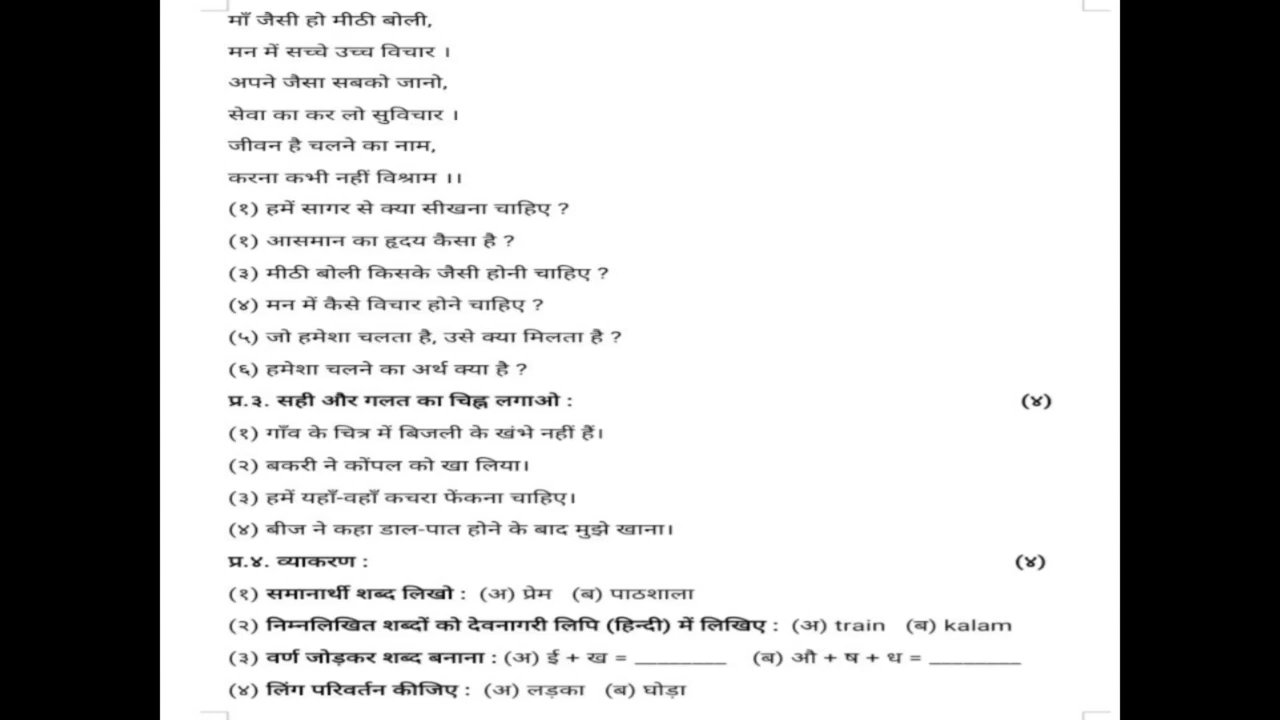 माँ जैसी हो मीठी बोली,
मन में सच्चे उच्च विचार ।
अपने जैसा सबको जानो,
सेवा का कर लो सुविचार ।
जीवन है चलने का नाम,
करना कभी नहीं विश्राम ।।
(१) हमें सागर से क्या सीखना चाहिए ?
(१) आसमान का हृदय कैसा है ?
(३) मीठी बोली किसके जैसी होनी चाहिए ?
(४) मन में कैसे विचार होने चाहिए ?
(५) जो हमेशा चलता है, उसे क्या मिलता है ?
(६) हमेशा चलने का अर्थ क्या है ?
प्र.३. सही और गलत का चिह्न लगाओ : (४)
(१) गाँव के चित्र में बिजली के खंभे नहीं हैं।
(२) बकरी ने कोंपल को खा लिया।
(३) हमें यहाँ-वहाँ कचरा फेंकना चाहिए।
(४) बीज ने कहा डाल-पात होने के बाद मुझे खाना।
प्र.४. व्याकरण : (४)
(१) समानार्थी शब्द लिखो : (अ) प्रेम (ब) पाठशाला
(२) निम्नलिखित शब्दों को देवनागरी लिपि (हिन्दी) में लिखिए : (अ) train (ब) kalam
(३) वर्ण जोड़कर शब्द बनाना : (अ) ई + ख = ________ (ब) औ + ष + ध = ________
(४) लिंग परिवर्तन कीजिए : (अ) लड़का (ब) घोड़ा